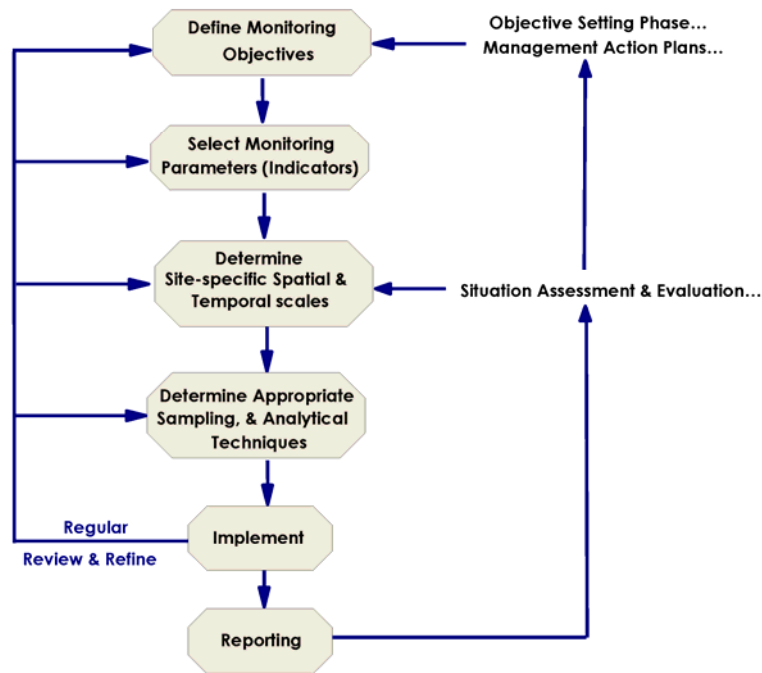 Define Monitoring
Objectives
Objective Setting Phase...
Management Action Plans...
Select Monitoring
Parameters (Indicators)
Determine
Site-specific Spatial &
Temporal scales
Situation Assessment & Evaluation...
Determine Appropriate
Sampling, & Analytical
Techniques
Regular
Review & Refine
Implement
Reporting